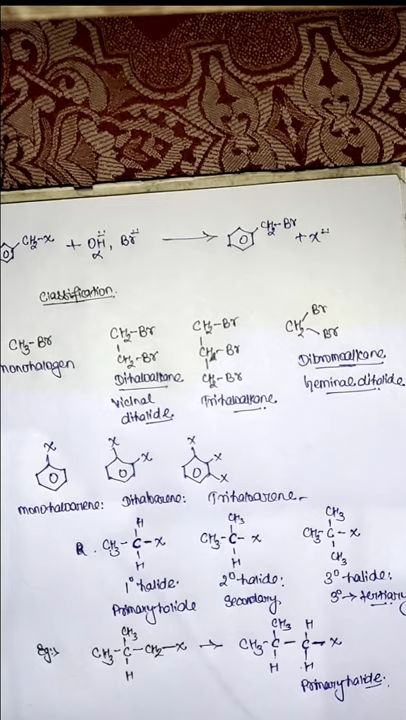 CH₂-X + OH⁻, Br⁻ → CH₂-Br + X⁻
Classification.
CH₃-Br
monohalogen
CH₂-Br
CH₂-Br
Dihaloalkane
Vicinal
dihalide.
CH₂-Br
CH-Br
CH₂-Br
Trihaloalkane.
CH₂
Br
Br
Dibromoalkane
Geminal dihalide.
X
monohaloarene:
X
X
Dihaloarene:
X
X
X
Trihaloarene-
H
CH₃-C-X
H
1° halide.
Primary halide
CH₃
CH₃-C-X
H
2° halide:
Secondary,
CH₃
CH₃-C-X
CH₃
3° halide:
3° → tertiary
Eg:→
CH₃
CH₃-C-CH₂-X →
H
CH₃ H
CH₃-C-C-X
H H
Primary halide.